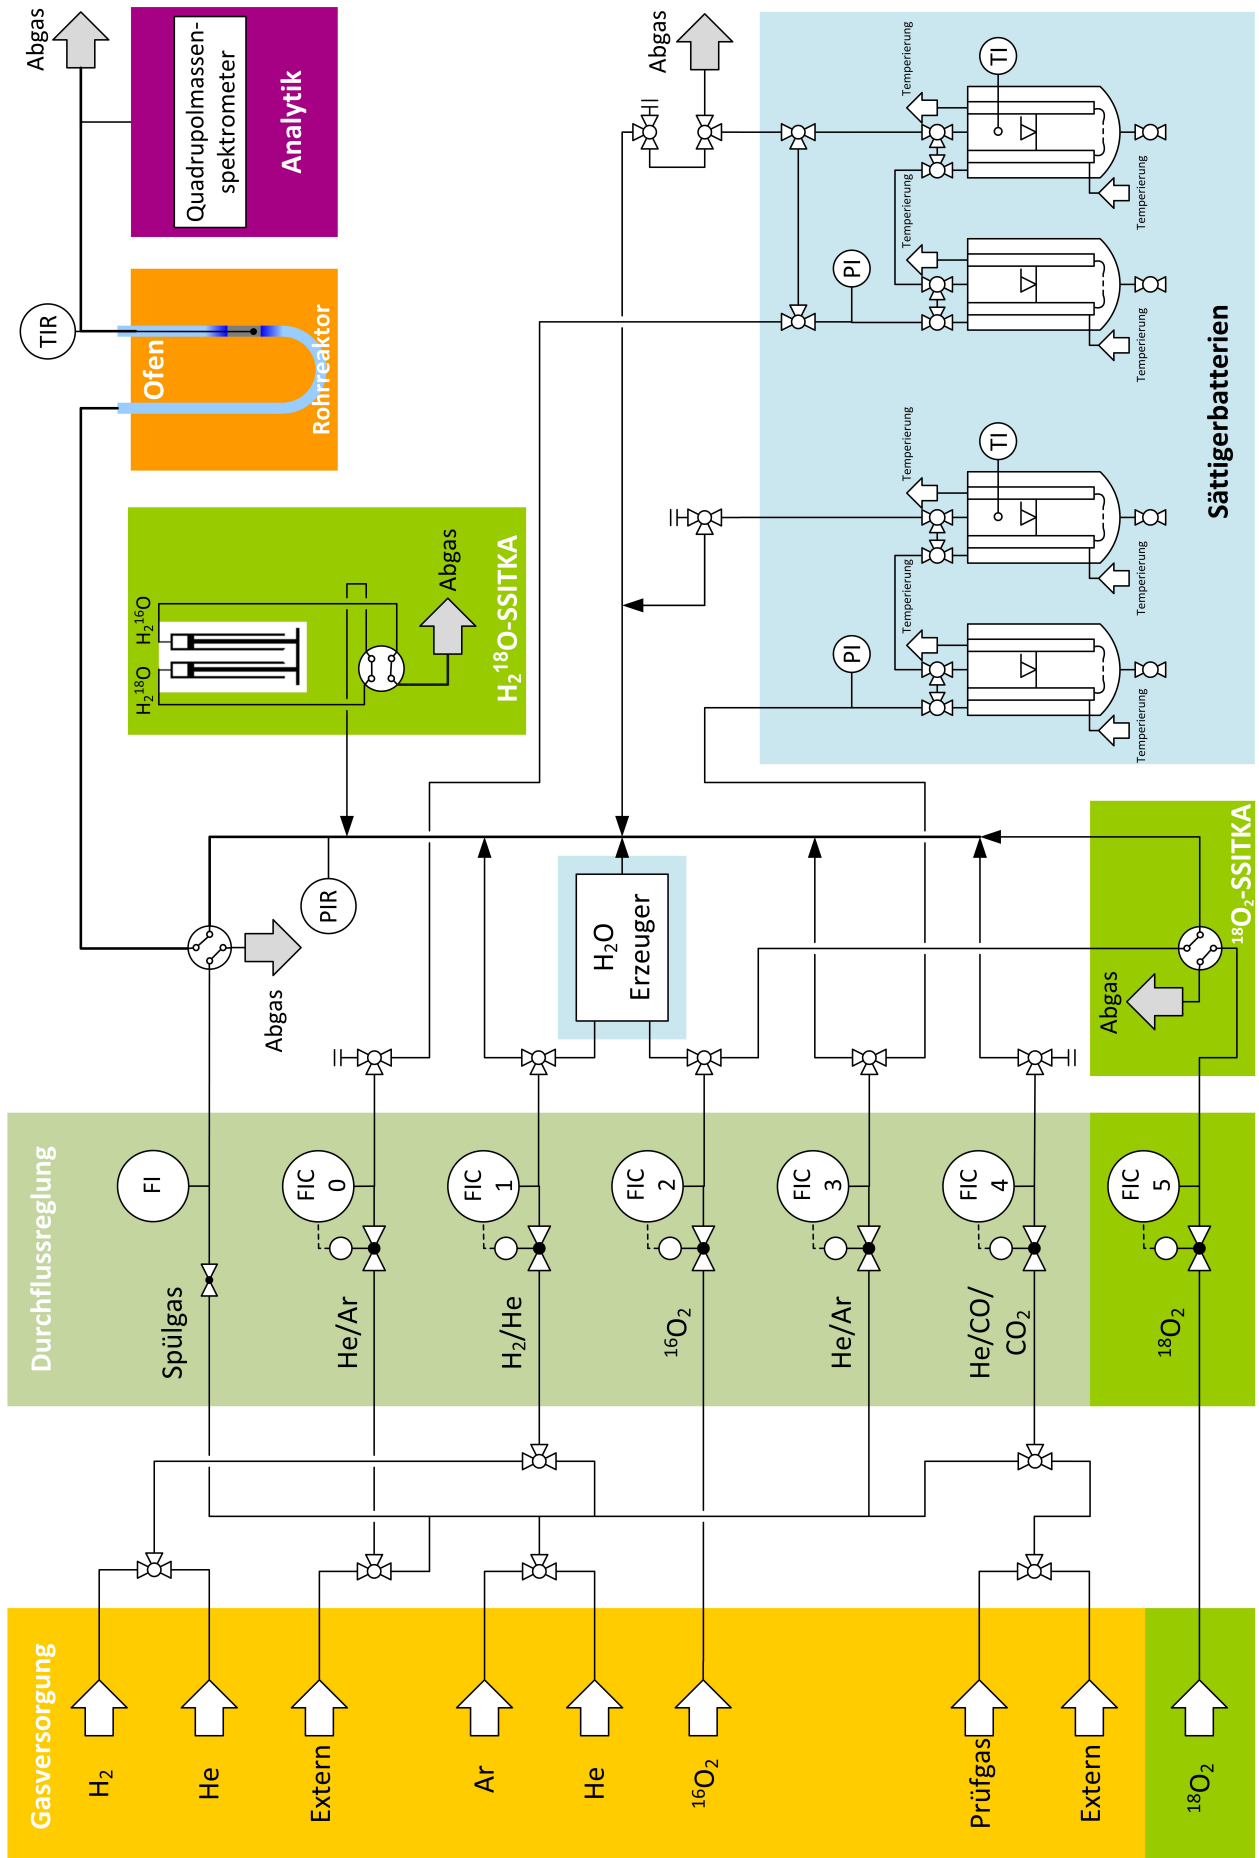 Gasversorgung
H₂
He
Extern
Ar
He
¹⁶O₂
Prüfgas
Extern
¹⁸O₂
Durchflussreglung
Spülgas
FI
He/Ar
FIC
0
H₂/He
FIC
1
¹⁶O₂
FIC
2
He/Ar
FIC
3
He/CO/
CO₂
FIC
4
¹⁸O₂
FIC
5
Abgas
PIR
H₂O
Erzeuger
Abgas
¹⁸O₂-SSITKA
H₂¹⁸O
H₂¹⁶O
Abgas
H₂¹⁸O-SSITKA
TIR
Ofen
Rohrreaktor
Abgas
Quadrupolmassen-
spektrometer
Analytik
Abgas
PI
Temperierung
Temperierung
TI
Temperierung
Temperierung
PI
Temperierung
Temperierung
TI
Temperierung
Temperierung
Sättigerbatterien